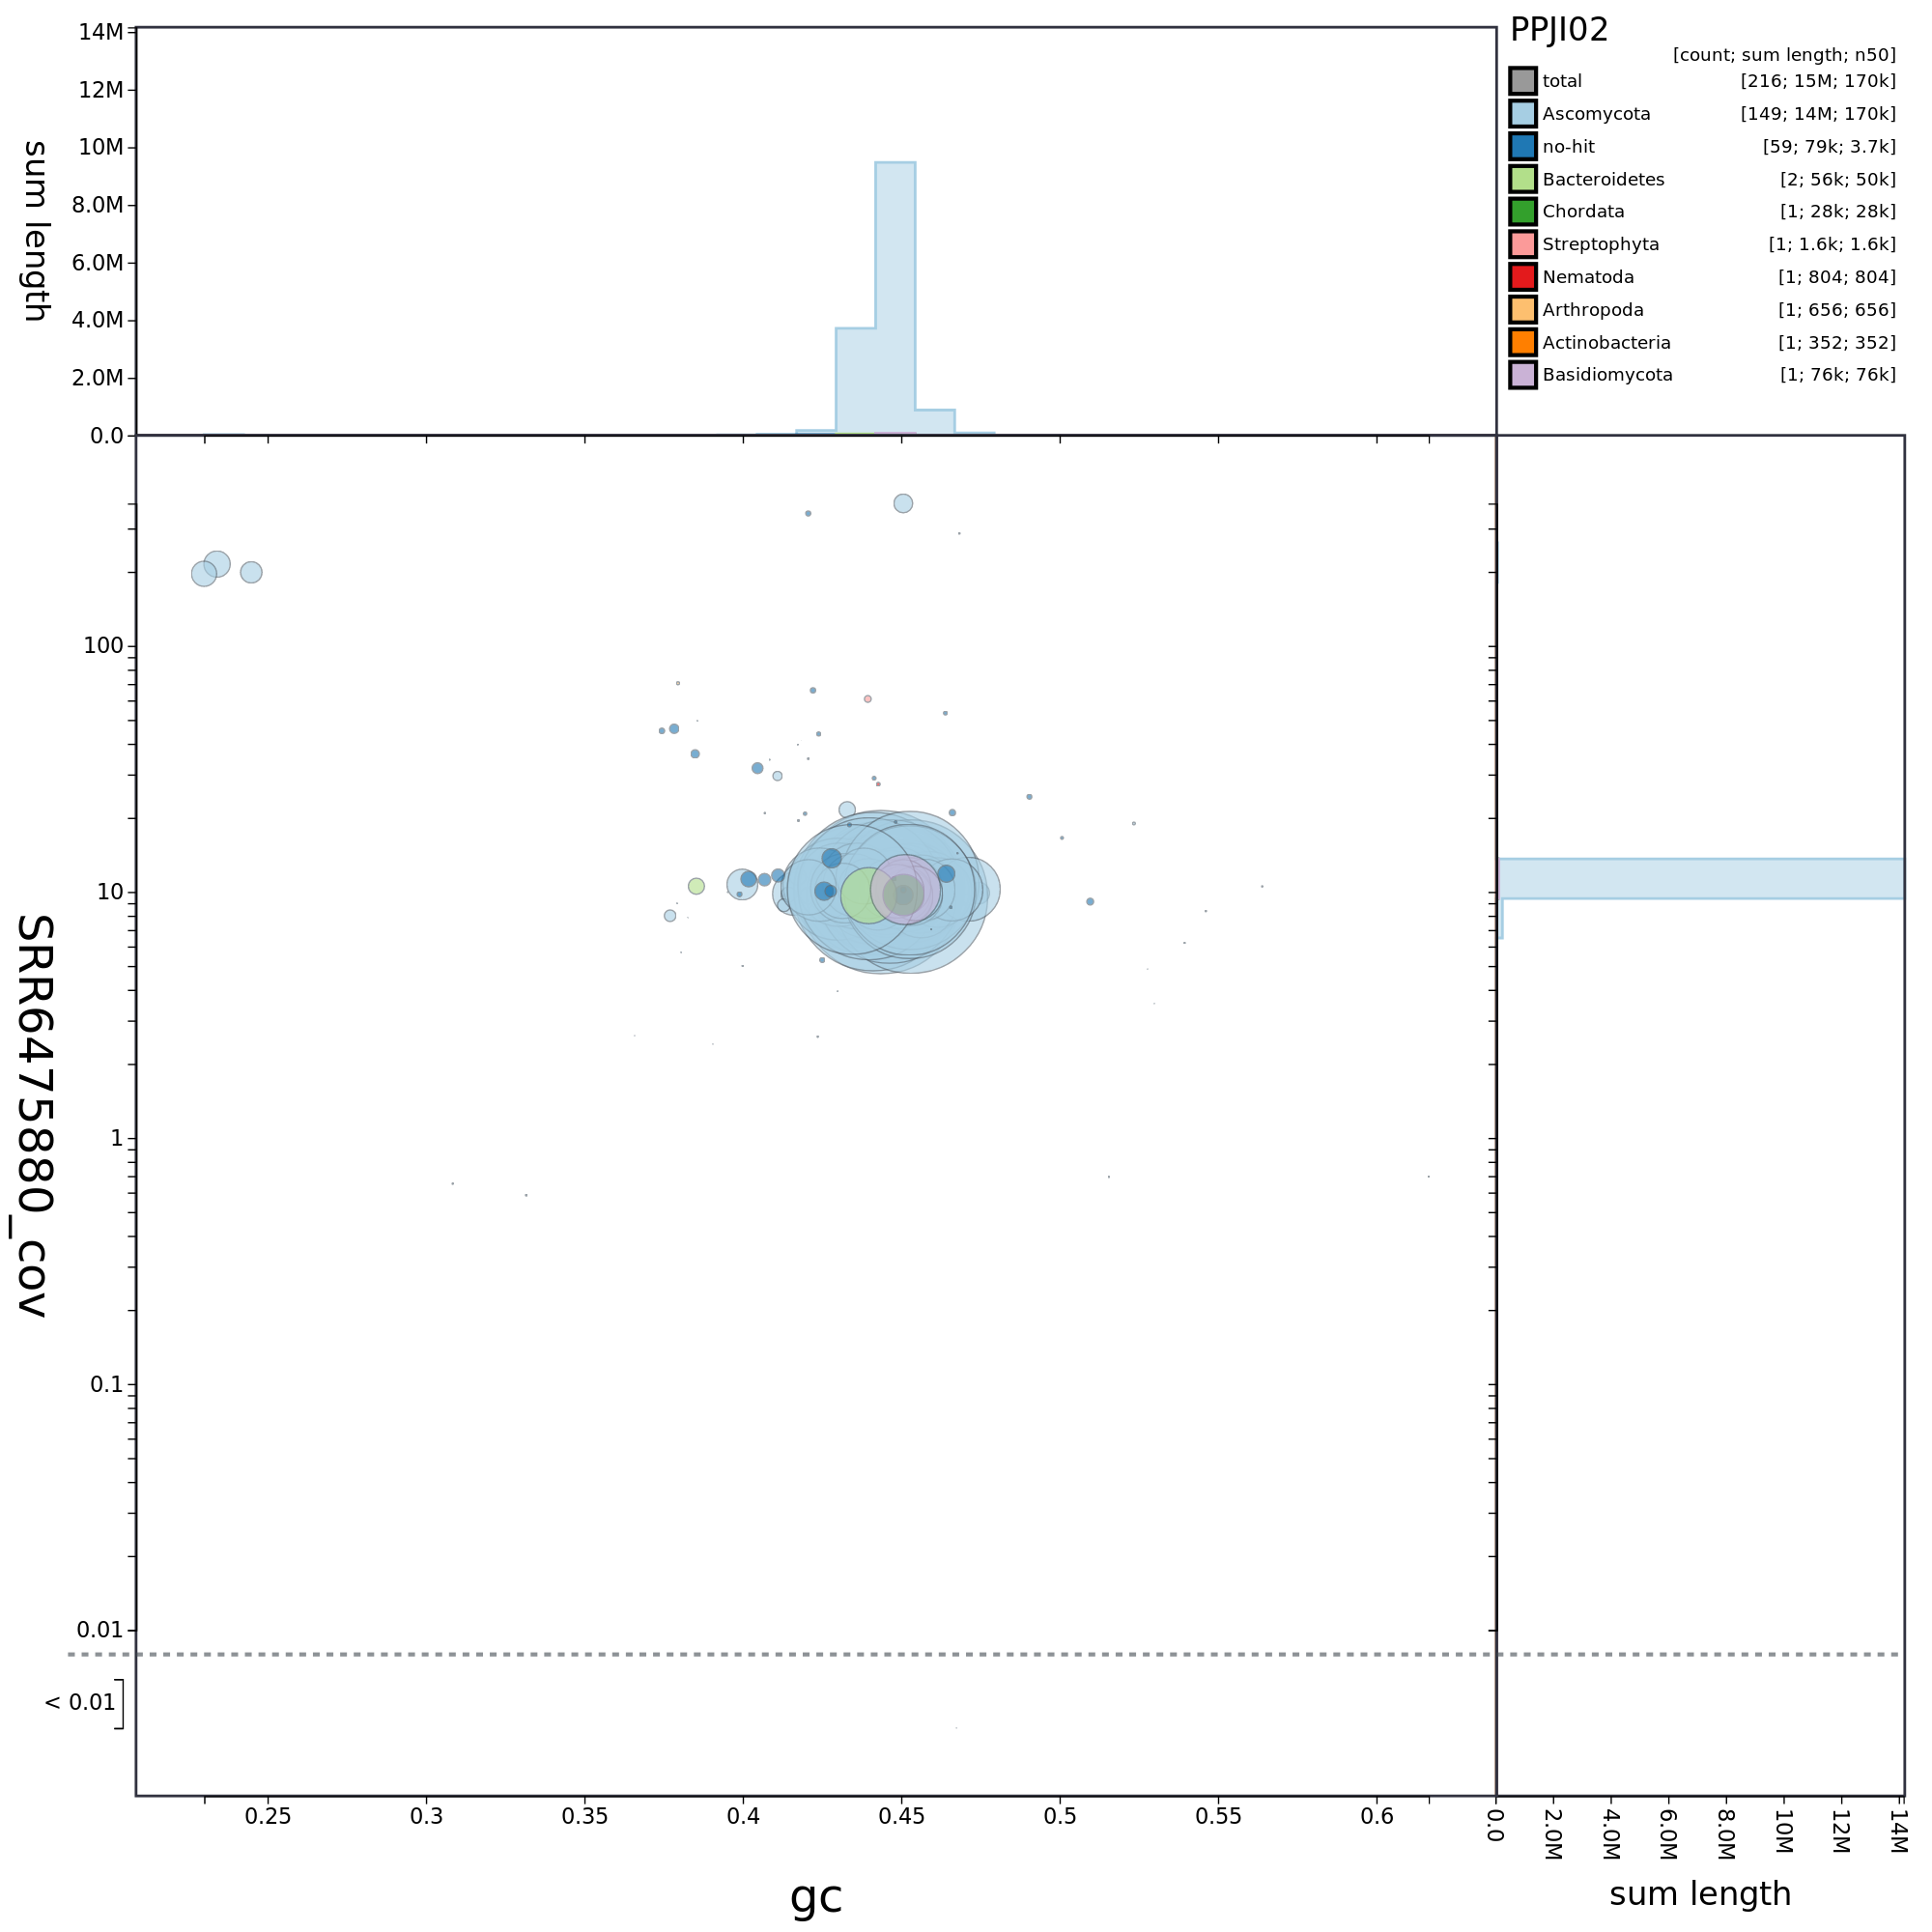 PPJI02
[count; sum length; n50]
total [216; 15M; 170k]
Ascomycota [149; 14M; 170k]
no-hit [59; 79k; 3.7k]
Bacteroidetes [2; 56k; 50k]
Chordata [1; 28k; 28k]
Streptophyta [1; 1.6k; 1.6k]
Nematoda [1; 804; 804]
Arthropoda [1; 656; 656]
Actinobacteria [1; 352; 352]
Basidiomycota [1; 76k; 76k]
sum length
14M
12M
10M
8.0M
6.0M
4.0M
2.0M
0.0
SRR6475880_cov
100
10
1
0.1
0.01
< 0.01
0.25 0.3 0.35 0.4 0.45 0.5 0.55 0.6
gc
0.0 2.0M 4.0M 6.0M 8.0M 10M 12M 14M
sum length